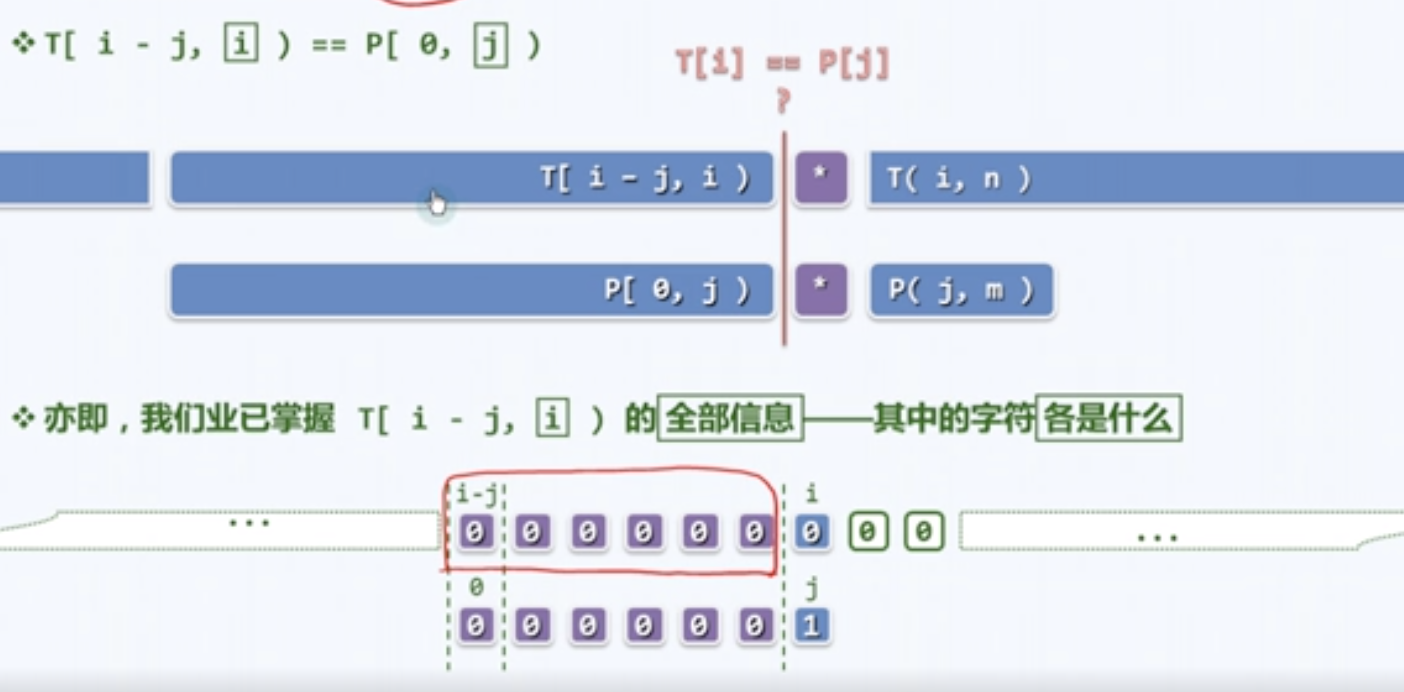 ❖ T[ i - j, i ) == P[ 0, j )
T[i] == P[j]
?
T[ i - j, i ) * T( i, n )
P[ 0, j ) * P( j, m )
❖ 亦即，我们业已掌握 T[ i - j, i ) 的全部信息——其中的字符各是什么
i-j i
... 0 0 0 0 0 0 0 0 0 ...
0 j
0 0 0 0 0 0 1